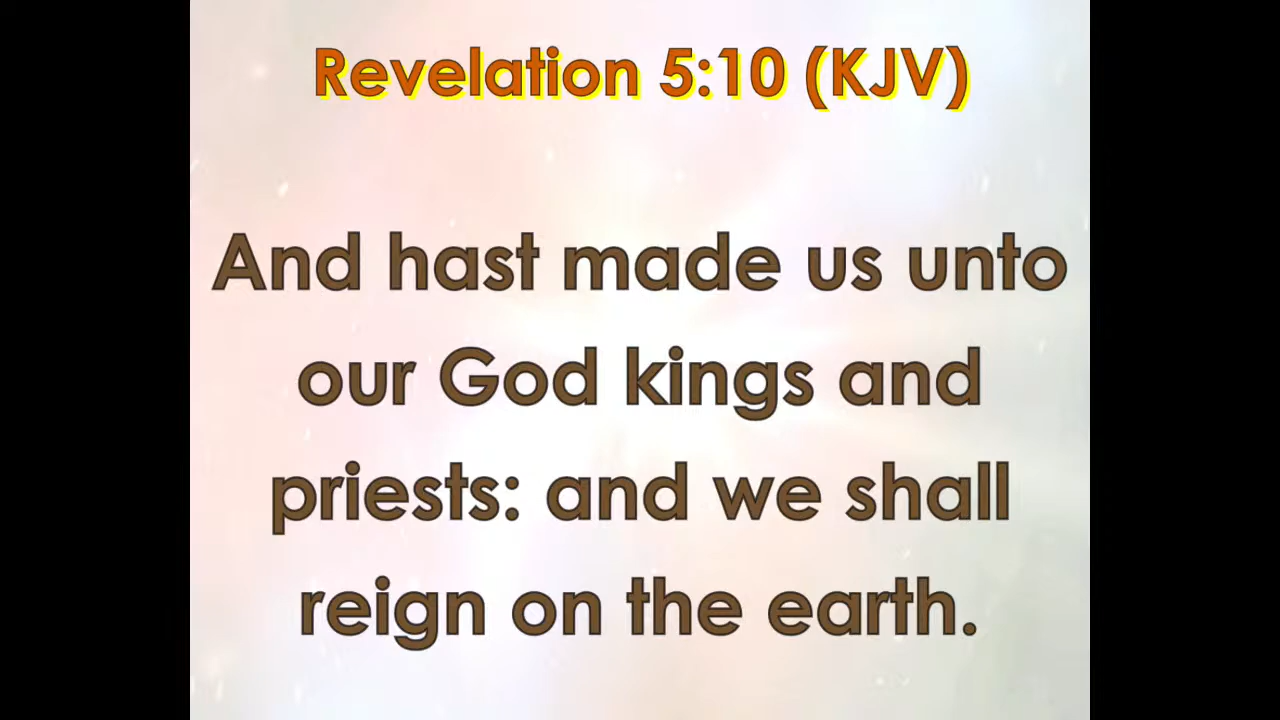 Revelation 5:10 (KJV)
And hast made us unto
our God kings and
priests: and we shall
reign on the earth.